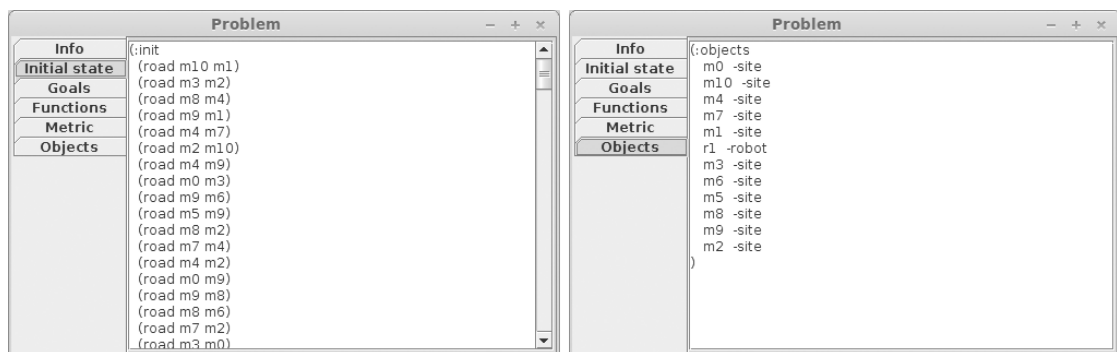 Problem
Info
Initial state
Goals
Functions
Metric
Objects
(:init
(road m10 m1)
(road m3 m2)
(road m8 m4)
(road m9 m1)
(road m4 m7)
(road m2 m10)
(road m4 m9)
(road m0 m3)
(road m9 m6)
(road m5 m9)
(road m8 m2)
(road m7 m4)
(road m4 m2)
(road m0 m9)
(road m9 m8)
(road m8 m6)
(road m7 m2)
(road m3 m0)
Problem
Info
Initial state
Goals
Functions
Metric
Objects
(:objects
m0 -site
m10 -site
m4 -site
m7 -site
m1 -site
r1 -robot
m3 -site
m6 -site
m5 -site
m8 -site
m9 -site
m2 -site
)